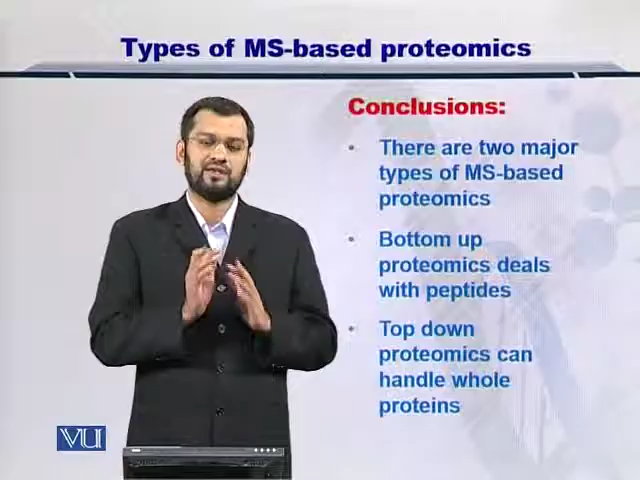 Types of MS-based proteomics
Conclusions:
• There are two major
types of MS-based
proteomics
• Bottom up
proteomics deals
with peptides
• Top down
proteomics can
handle whole
proteins
VU